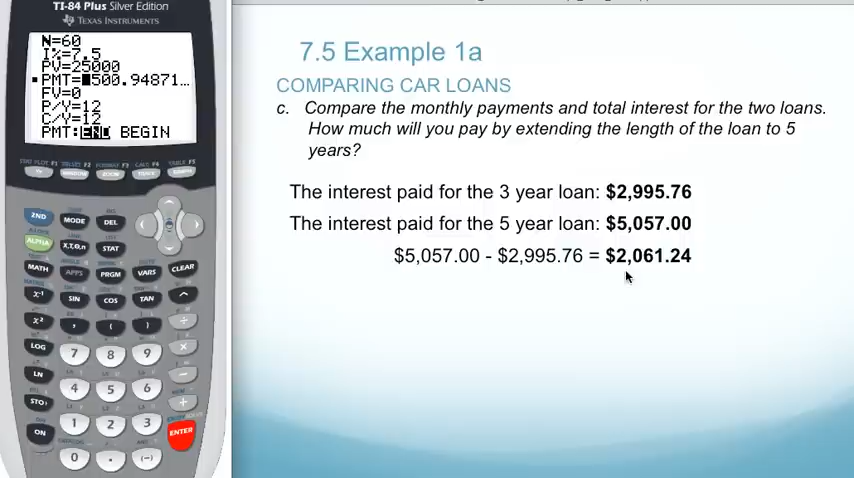 TI-84 Plus Silver Edition
TEXAS INSTRUMENTS
N=60
I%=7.5
PV=25000
PMT=500.94871…
FV=0
P/Y=12
C/Y=12
PMT:END BEGIN
2ND MODE DEL
ALPHA X,T,Θ,n STAT
MATH APPS PRGM VARS CLEAR
x⁻¹ SIN COS TAN ^
x² , ( ) ÷
LOG 7 8 9 ×
LN 4 5 6 −
STO› 1 2 3 +
ON 0 . (−) ENTER
7.5 Example 1a
COMPARING CAR LOANS
c. Compare the monthly payments and total interest for the two loans.
How much will you pay by extending the length of the loan to 5
years?
The interest paid for the 3 year loan: $2,995.76
The interest paid for the 5 year loan: $5,057.00
$5,057.00 - $2,995.76 = $2,061.24